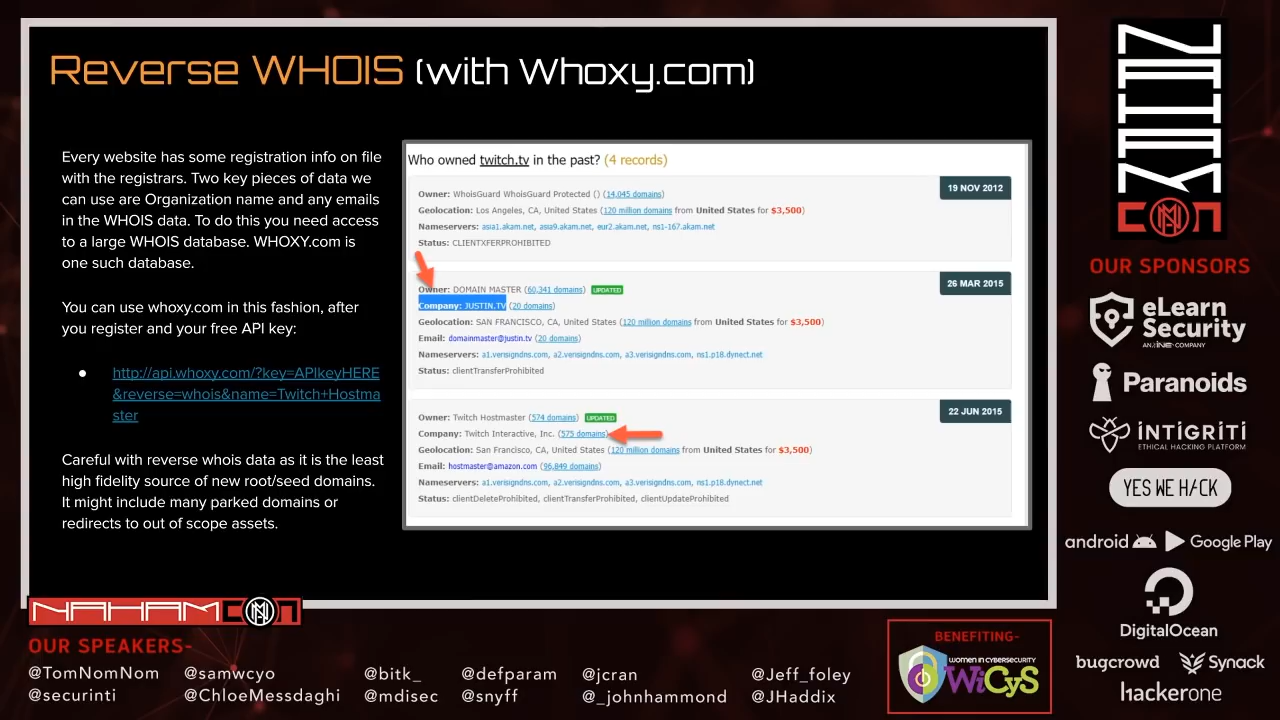 Reverse WHOIS (with Whoxy.com)
Every website has some registration info on file
with the registrars. Two key pieces of data we
can use are Organization name and any emails
in the WHOIS data. To do this you need access
to a large WHOIS database. WHOXY.com is
one such database.
You can use whoxy.com in this fashion, after
you register and your free API key:
● http://api.whoxy.com/?key=APIkeyHERE
&reverse=whois&name=Twitch+Hostma
ster
Careful with reverse whois data as it is the least
high fidelity source of new root/seed domains.
It might include many parked domains or
redirects to out of scope assets.
Who owned twitch.tv in the past? (4 records)
19 NOV 2012
Owner: WhoisGuard WhoisGuard Protected () (14,045 domains)
Geolocation: Los Angeles, CA, United States (120 million domains from United States for $3,500)
Nameservers: asia1.akam.net, asia9.akam.net, eur2.akam.net, ns1-167.akam.net
Status: CLIENTXFERPROHIBITED
26 MAR 2015
Owner: DOMAIN MASTER (60,341 domains) UPDATED
Company: JUSTIN.TV (20 domains)
Geolocation: SAN FRANCISCO, CA, United States (120 million domains from United States for $3,500)
Email: domainmaster@justin.tv (20 domains)
Nameservers: a1.verisigndns.com, a2.verisigndns.com, a3.verisigndns.com, ns1.p18.dynect.net
Status: clientTransferProhibited
22 JUN 2015
Owner: Twitch Hostmaster (574 domains) UPDATED
Company: Twitch Interactive, Inc. (575 domains)
Geolocation: San Francisco, CA, United States (120 million domains from United States for $3,500)
Email: hostmaster@amazon.com (96,849 domains)
Nameservers: a1.verisigndns.com, a2.verisigndns.com, a3.verisigndns.com, ns1.p18.dynect.net
Status: clientDeleteProhibited, clientTransferProhibited, clientUpdateProhibited
NAHAM
CON
OUR SPONSORS
eLearn
Security
AN INE COMPANY
Paranoids
INTIGRITI
ETHICAL HACKING PLATFORM
YES WE H/CK
android Google Play
DigitalOcean
bugcrowd Synack
hackerone
NAHAMCON
OUR SPEAKERS-
@TomNomNom @samwcyo @bitk_ @defparam @jcran @Jeff_foley
@securinti @ChloeMessdaghi @mdisec @snyff @_johnhammond @JHaddix
BENEFITING-
WOMEN IN CYBERSECURITY
WiCyS